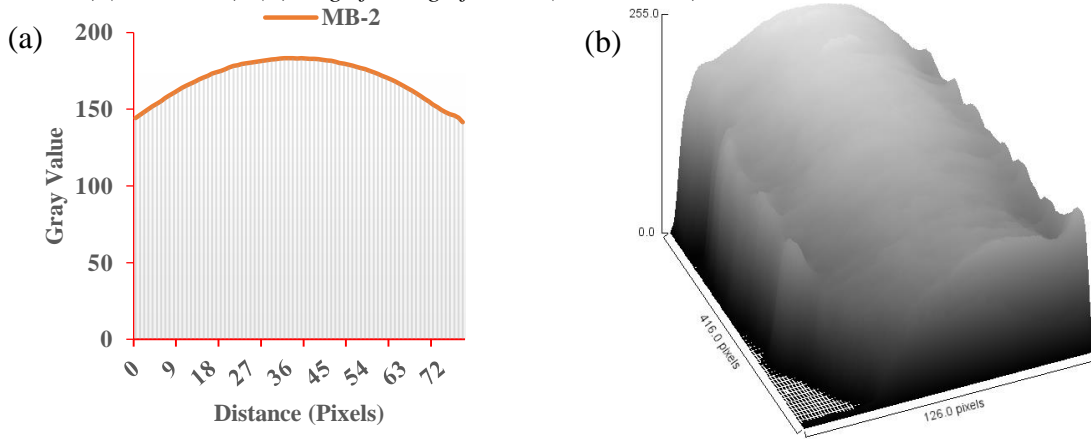 MB-2
(a)
200
150
100
50
0
Gray Value
0 9 18 27 36 45 54 63 72
Distance (Pixels)
(b)
255.0
0.0
416.0 pixels
126.0 pixels